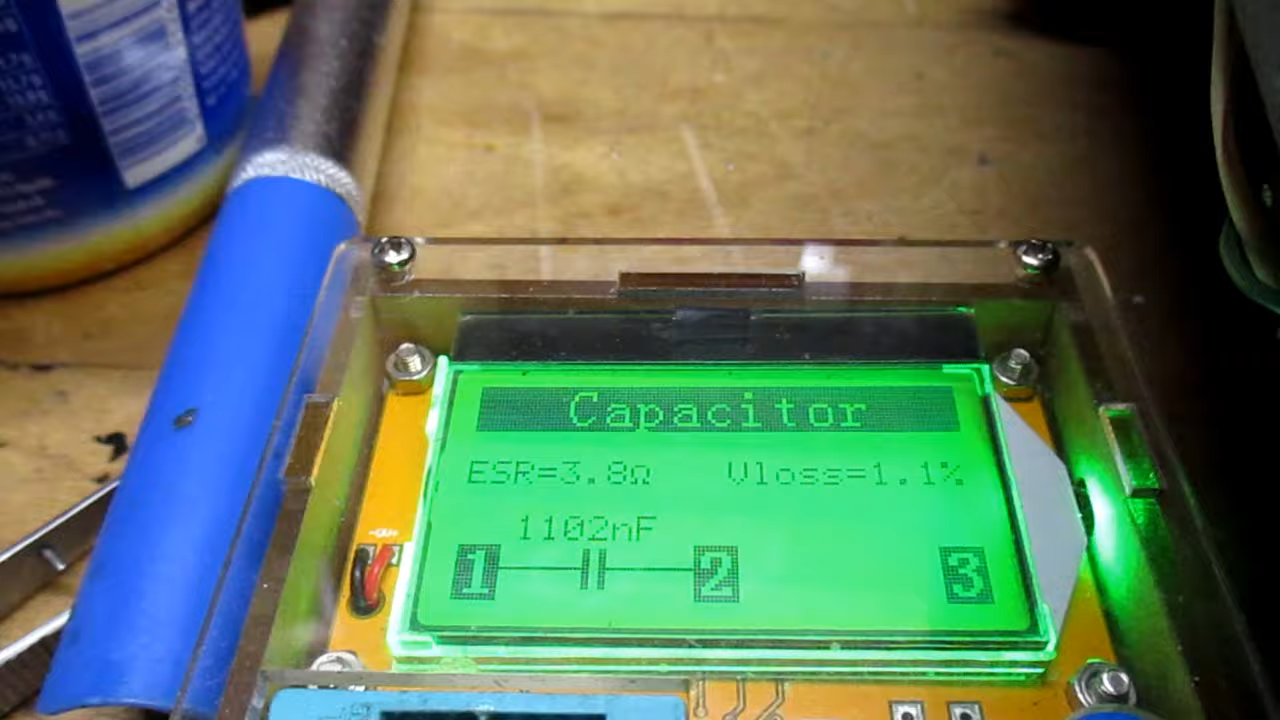 Capacitor
ESR=3.8Ω Vloss=1.1%
1102nF
1 2 3